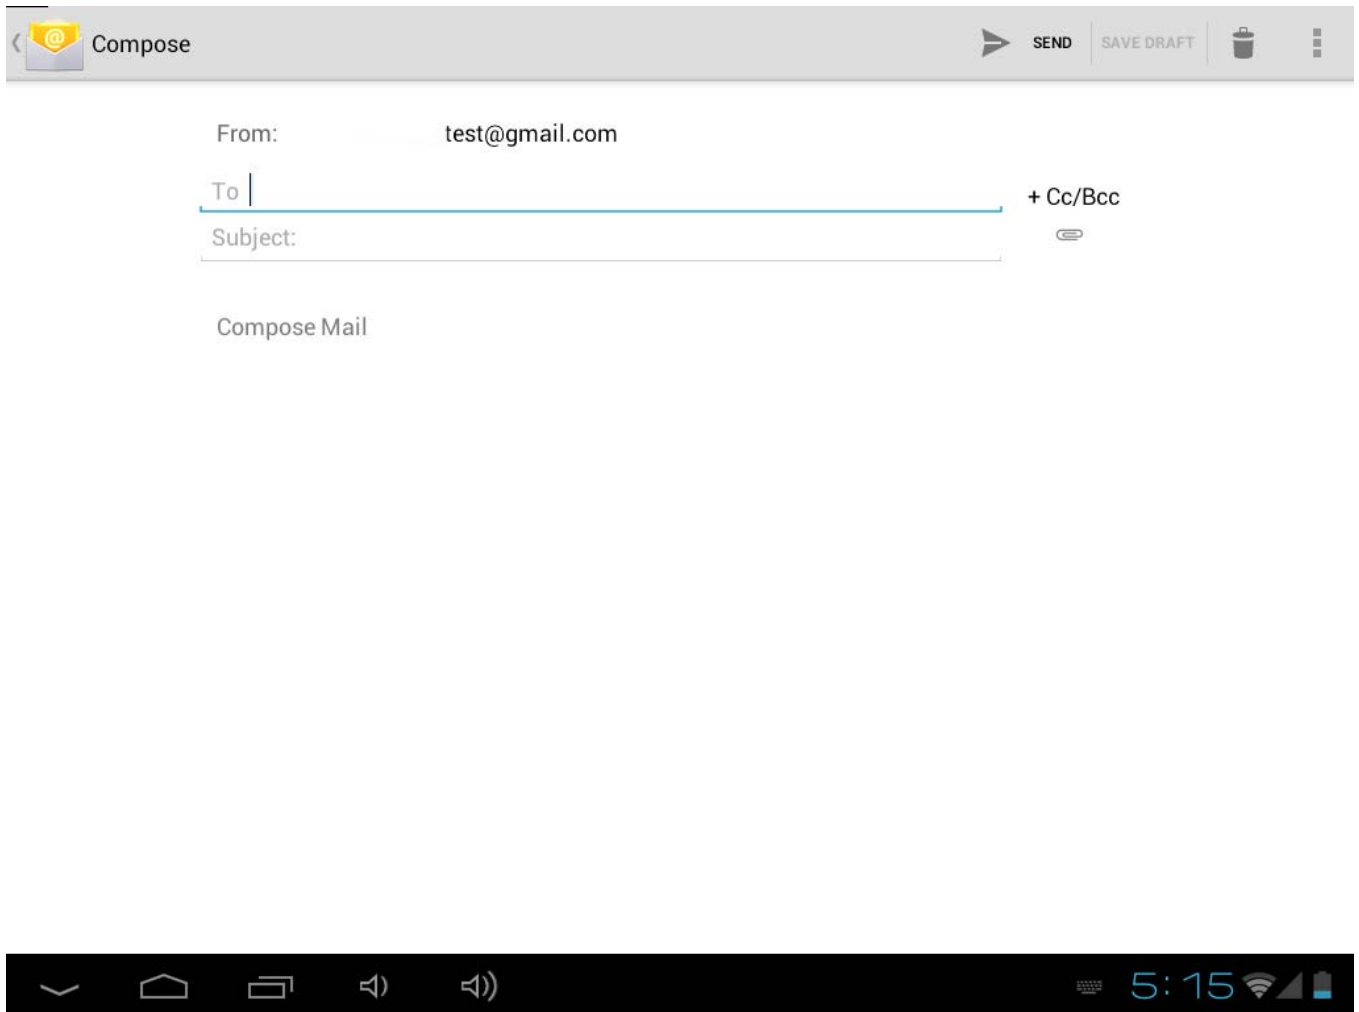 Compose SEND SAVE DRAFT
From: test@gmail.com
To + Cc/Bcc
Subject:
Compose Mail
5:15